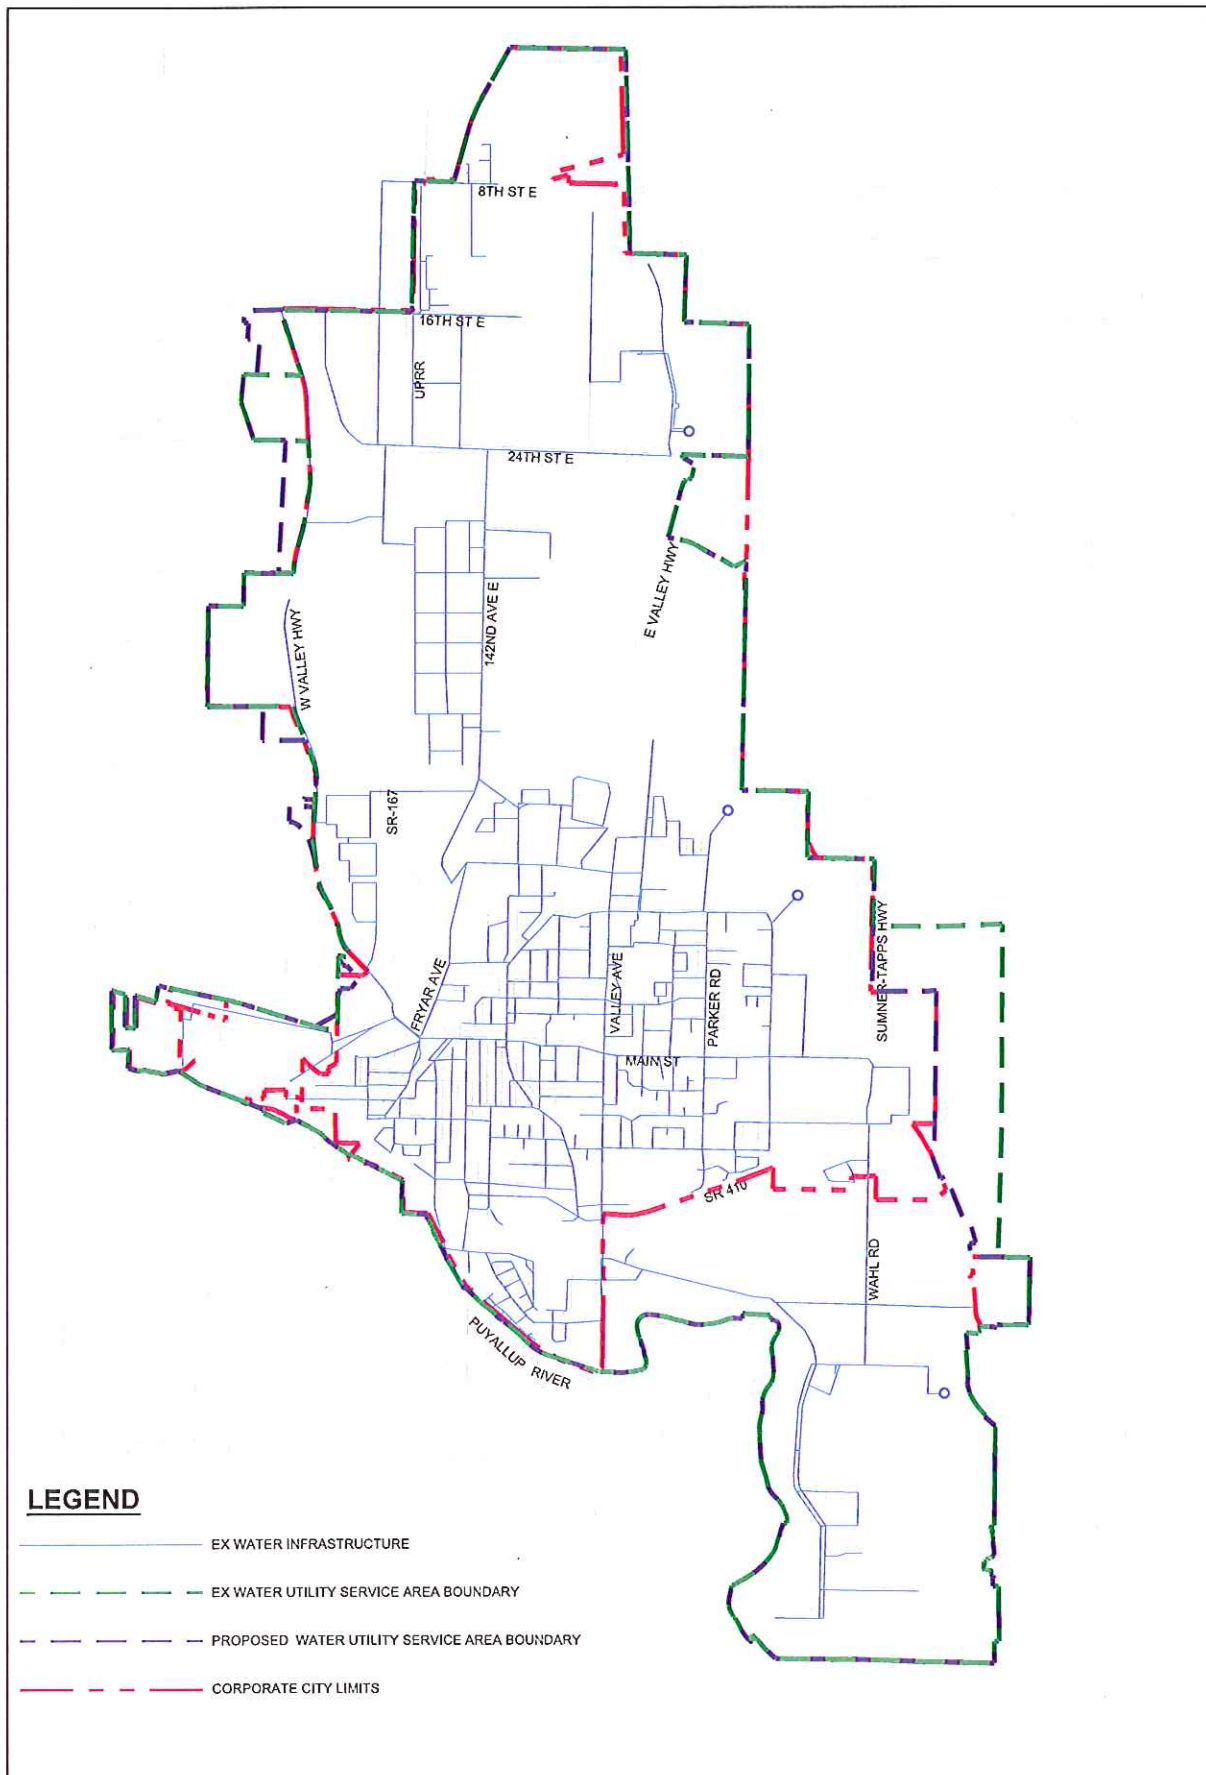 8TH ST E
16TH ST E
UPRR
24TH ST E
E VALLEY HWY
142ND AVE E
W VALLEY HWY
SR-167
SUMNER-TAPPS HWY
FRYAR AVE
VALLEY AVE
PARKER RD
MAIN ST
SR 410
WAHL RD
PUYALLUP RIVER
LEGEND
EX WATER INFRASTRUCTURE
EX WATER UTILITY SERVICE AREA BOUNDARY
PROPOSED WATER UTILITY SERVICE AREA BOUNDARY
CORPORATE CITY LIMITS